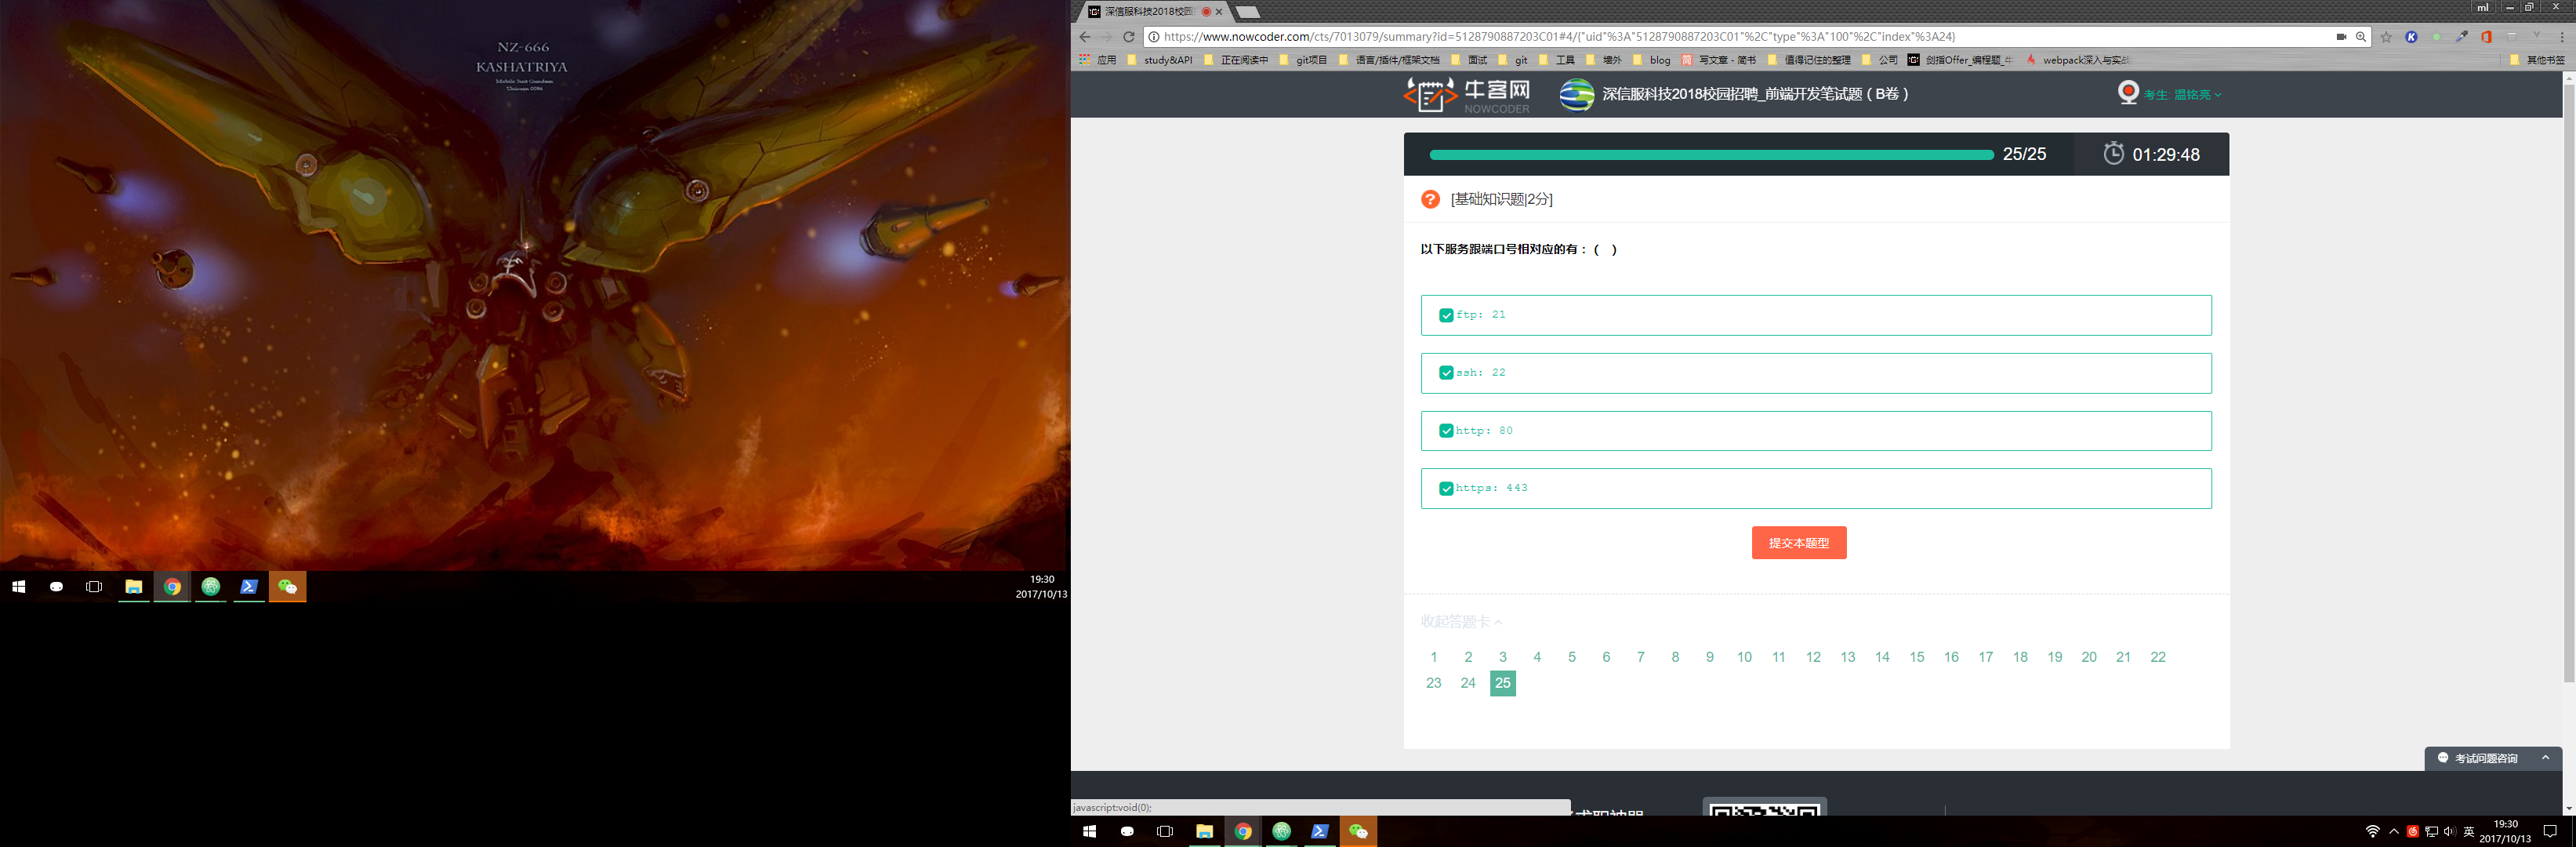 NZ-666
KASHATRIYA
Mobile Suit Gundam
Unicorn 0096
19:30
2017/10/13
深信服科技2018校园
ml
https://www.nowcoder.com/cts/7013079/summary?id=5128790887203C01#4/{"uid"%3A"5128790887203C01"%2C"type"%3A"100"%2C"index"%3A24}
应用 study&API 正在阅读中 git项目 语言/插件/框架文档 面试 git 工具 墙外 blog 写文章 - 简书 值得记住的整理 公司 剑指Offer_编程题_牛 webpack深入与实战 其他书签
牛客网
NOWCODER
深信服科技2018校园招聘_前端开发笔试题（B卷）
考生: 温铭亮
25/25
01:29:48
[基础知识题|2分]
以下服务跟端口号相对应的有：（ ）
ftp: 21
ssh: 22
http: 80
https: 443
提交本题型
收起答题卡
1 2 3 4 5 6 7 8 9 10 11 12 13 14 15 16 17 18 19 20 21 22
23 24 25
考试问题咨询
javascript:void(0);
求职神器
英
19:30
2017/10/13